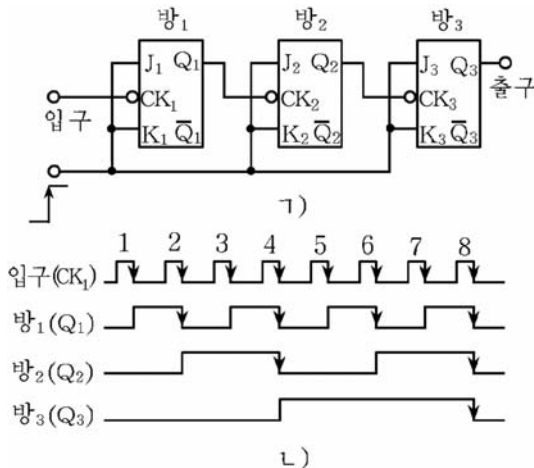 방₁ 방₂ 방₃
J₁ Q₁ J₂ Q₂ J₃ Q₃
CK₁ CK₂ CK₃ 출구
입구
K₁ Q̅₁ K₂ Q̅₂ K₃ Q̅₃
ㄱ)
1 2 3 4 5 6 7 8
입구(CK₁)
방₁(Q₁)
방₂(Q₂)
방₃(Q₃)
ㄴ)